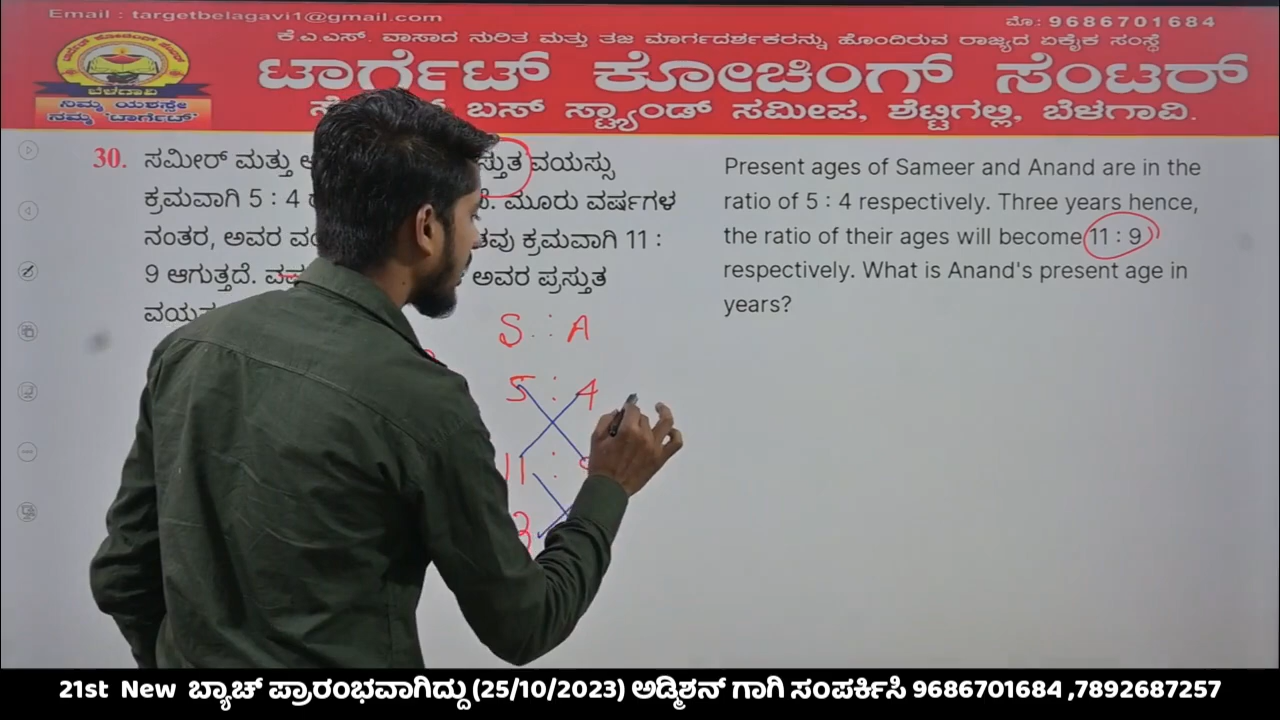 Email : targetbelagavi1@gmail.com
ಮೊ: 9686701684
ಕೆ.ಎ.ಎಸ್. ಪಾಸಾದ ನುರಿತ ಮತ್ತು ತಜ್ಞ ಮಾರ್ಗದರ್ಶಕರನ್ನು ಹೊಂದಿರುವ ರಾಜ್ಯದ ಏಕೈಕ ಸಂಸ್ಥೆ
ಟಾರ್ಗೆಟ್ ಕೋಚಿಂಗ್ ಸೆಂಟರ್
ಬೆಳಗಾವಿ
ನಿಮ್ಮ ಯಶಸ್ಸೇ
ನಮ್ಮ 'ಟಾರ್ಗೆಟ್'
ಬಸ್ ಸ್ಟ್ಯಾಂಡ್ ಸಮೀಪ, ಶೆಟ್ಟಿಗಲ್ಲಿ, ಬೆಳಗಾವಿ.
30. ಸಮೀರ್ ಮತ್ತು ವಯಸ್ಸು
ಕ್ರಮವಾಗಿ 5 : 4 ಮೂರು ವರ್ಷಗಳ
ನಂತರ, ಅವರ ಕ್ರಮವಾಗಿ 11 :
9 ಆಗುತ್ತದೆ. ಅವರ ಪ್ರಸ್ತುತ
Present ages of Sameer and Anand are in the
ratio of 5 : 4 respectively. Three years hence,
the ratio of their ages will become 11 : 9
respectively. What is Anand's present age in
years?
S : A
5 : 4
11 :
21st New ಬ್ಯಾಚ್ ಪ್ರಾರಂಭವಾಗಿದ್ದು (25/10/2023) ಅಡ್ಮಿಶನ್ ಗಾಗಿ ಸಂಪರ್ಕಿಸಿ 9686701684 ,7892687257